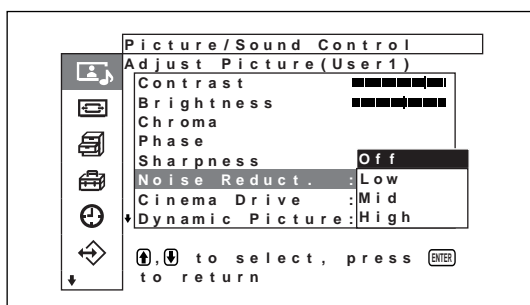 Picture/Sound Control
Adjust Picture(User1)
Contrast
Brightness
Chroma
Phase
Sharpness
Noise Reduct. :
Cinema Drive :
Dynamic Picture:
Off
Low
Mid
High
, to select, press ENTER
to return